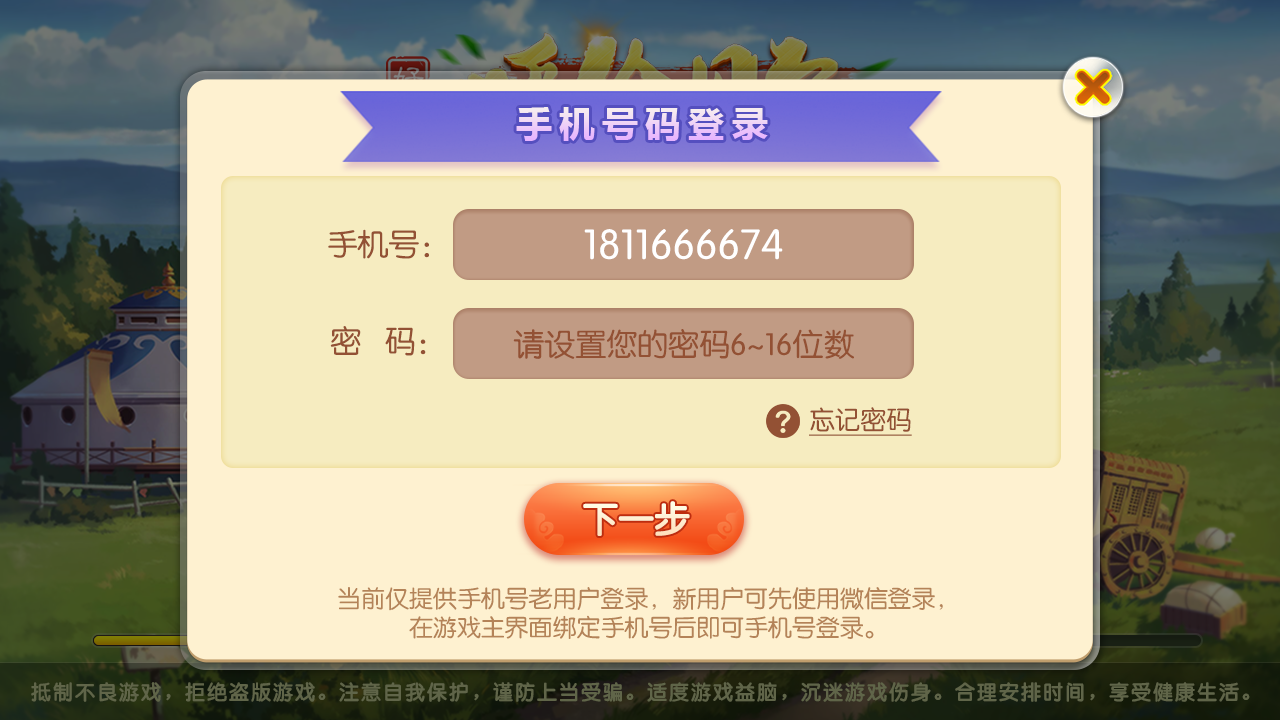 手机号码登录
手机号： 1811666674
密 码： 请设置您的密码6~16位数
? 忘记密码
下一步
当前仅提供手机号老用户登录，新用户可先使用微信登录，
在游戏主界面绑定手机号后即可手机号登录。
抵制不良游戏，拒绝盗版游戏。注意自我保护，谨防上当受骗。适度游戏益脑，沉迷游戏伤身。合理安排时间，享受健康生活。